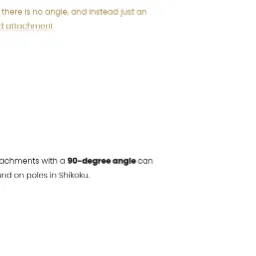 there is no angle, and instead just an
attachment
achments with a 90-degree angle can
nd on poles in Shikoku.